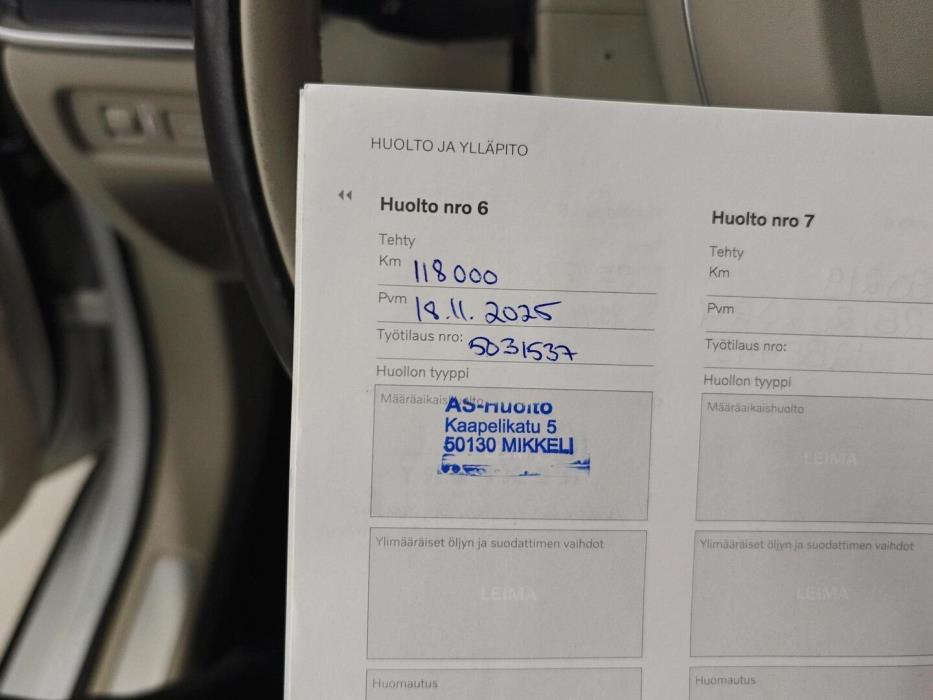 HUOLTO JA YLLÄPITO
Huolto nro 6
Tehty
Km 118000
Pvm 18.11.2025
Työtilaus nro: 5031537
Huollon tyyppi
Määräaikaishuolto
AS-Huolto
Kaapelikatu 5
50130 MIKKELI
Ylimääräiset öljyn ja suodattimen vaihdot
LEIMA
Huomautus
Huolto nro 7
Tehty
Km
Pvm
Työtilaus nro:
Huollon tyyppi
Määräaikaishuolto
LEIMA
Ylimääräiset öljyn ja suodattimen vaihdot
LEIMA
Huomautus